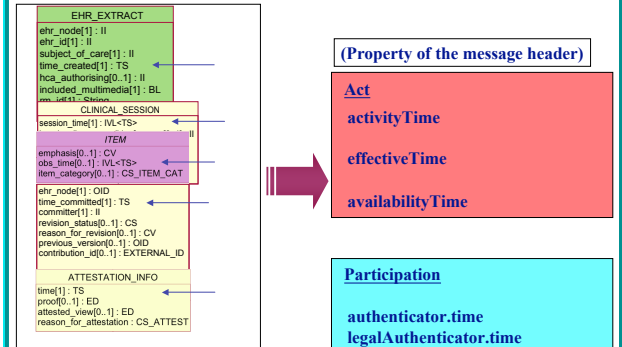 EHR_EXTRACT
ehr_node[1] : II
ehr_id[1] : II
subject_of_care[1] : II
time_created[1] : TS
hca_authorising[0..1] : II
included_multimedia[1] : BL
rm_id[1] : String
CLINICAL_SESSION
session_time[1] : IVL<TS>
II
ITEM
emphasis[0..1] : CV
obs_time[0..1] : IVL<TS>
item_category[0..1] : CS_ITEM_CAT
ehr_node[1] : OID
time_committed[1] : TS
committer[1] : II
revision_status[0..1] : CS
reason_for_revision[0..1] : CV
previous_version[0..1] : OID
contribution_id[0..1] : EXTERNAL_ID
ATTESTATION_INFO
time[1] : TS
proof[0..1] : ED
attested_view[0..1] : ED
reason_for_attestation : CS_ATTEST
(Property of the message header)
Act
activityTime
effectiveTime
availabilityTime
Participation
authenticator.time
legalAuthenticator.time